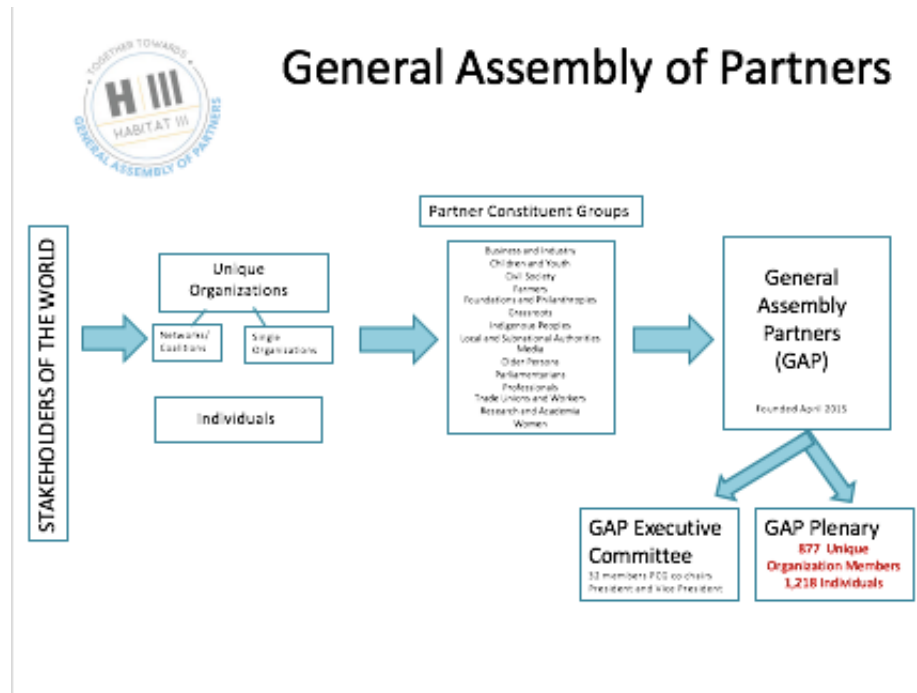 TOGETHER TOWARDS
H III
HABITAT III
GENERAL ASSEMBLY OF PARTNERS
General Assembly of Partners
STAKEHOLDERS OF THE WORLD
Unique
Organizations
Networks/
Coalitions
Single
Organizations
Individuals
Partner Constituent Groups
Business and Industry
Children and Youth
Civil Society
Farmers
Foundations and Philanthropies
Grassroots
Indigenous Peoples
Local and Subnational Authorities
Media
Older Persons
Parliamentarians
Professionals
Trade Unions and Workers
Research and Academia
Women
General
Assembly
Partners
(GAP)
Founded April 2015
GAP Executive
Committee
32 members PCG co chairs
President and Vice President
GAP Plenary
877 Unique
Organization Members
1,218 Individuals